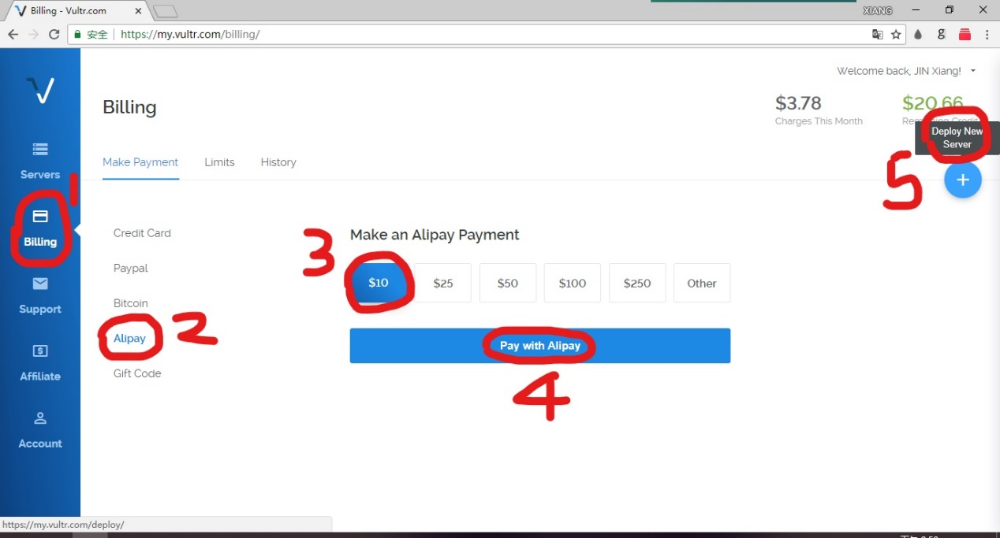 Billing - Vultr.com
XIANG
安全
https://my.vultr.com/billing/
Welcome back, JIN Xiang!
Billing
$3.78
$20.66
Charges This Month
Remaining Credit
Deploy New
Server
Make Payment
Limits
History
5
+
Servers
1
Billing
Credit Card
3
Make an Alipay Payment
Paypal
$10
$25
$50
$100
$250
Other
Support
Bitcoin
Alipay
2
Pay with Alipay
Gift Code
4
Affiliate
Account
https://my.vultr.com/deploy/